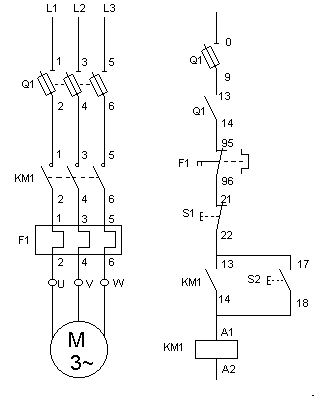 L1 L2 L3
1 3 5
Q1
2 4 6
1 3 5
KM1
2 4 6
1 3 5
F1
2 4 6
U V W
M
3~
0
Q1
9
13
Q1
14
95
F1
96
21
S1
22
13 17
KM1 S2
14 18
A1
KM1
A2